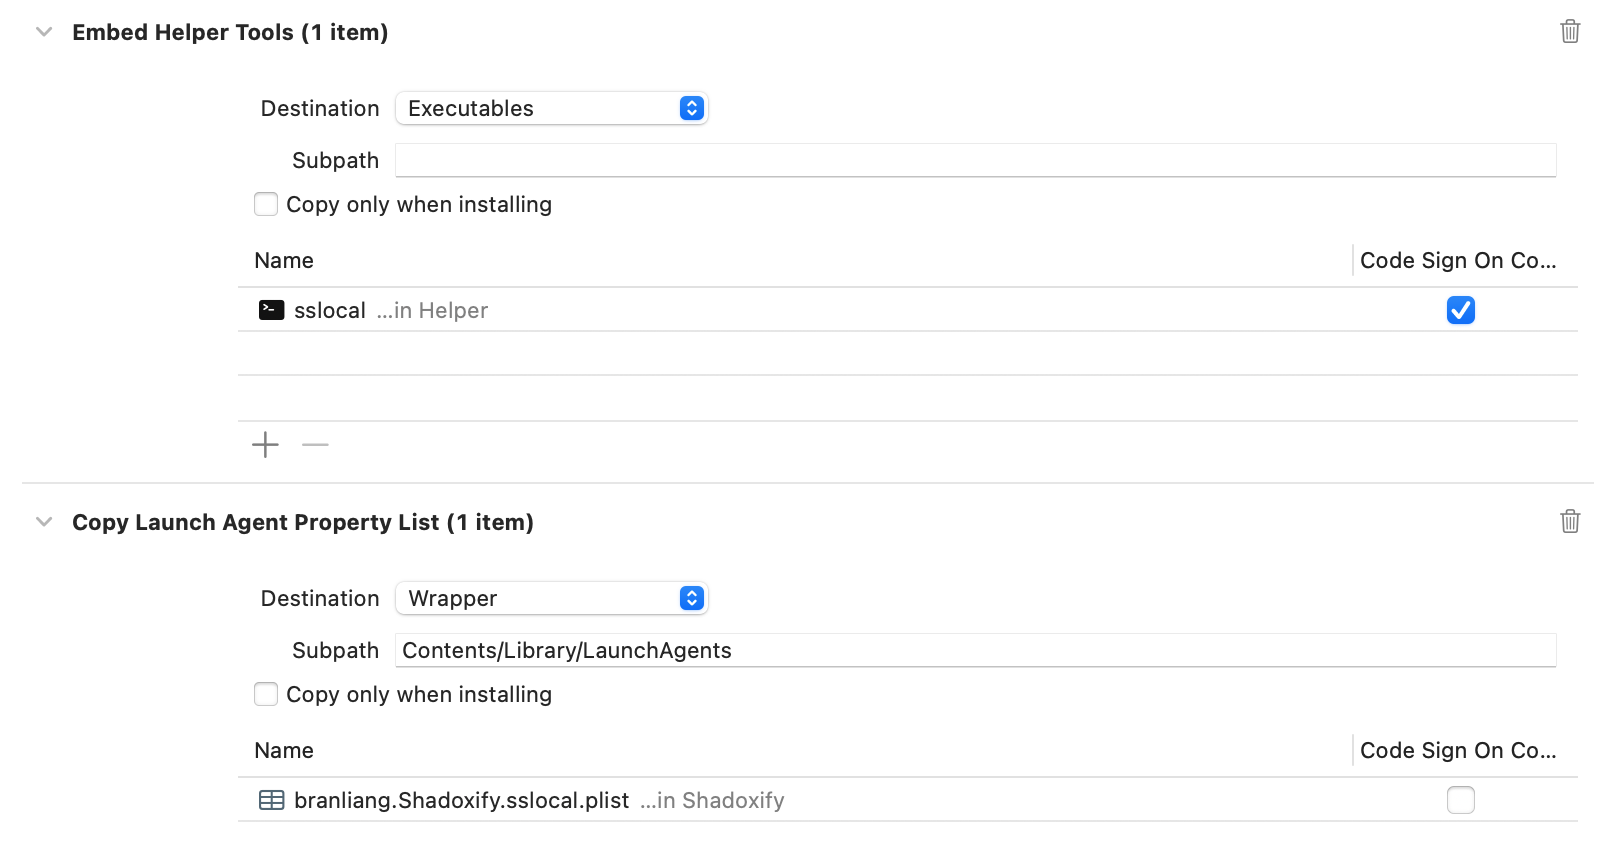 Embed Helper Tools (1 item)
Destination Executables
Subpath
Copy only when installing
Name Code Sign On Co...
sslocal ...in Helper
Copy Launch Agent Property List (1 item)
Destination Wrapper
Subpath Contents/Library/LaunchAgents
Copy only when installing
Name Code Sign On Co...
branliang.Shadoxify.sslocal.plist ...in Shadoxify